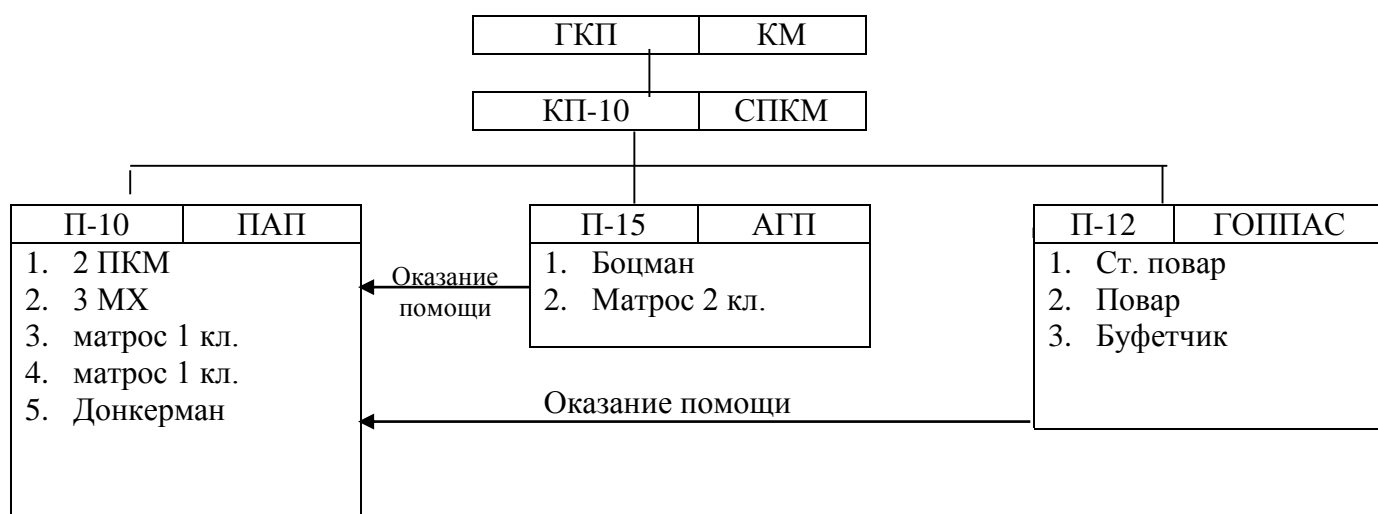 ГКП КМ
КП-10 СПКМ
П-10 ПАП
1. 2 ПКМ
2. 3 МХ
3. матрос 1 кл.
4. матрос 1 кл.
5. Донкерман
Оказание
помощи
П-15 АГП
1. Боцман
2. Матрос 2 кл.
П-12 ГОППАС
1. Ст. повар
2. Повар
3. Буфетчик
Оказание помощи